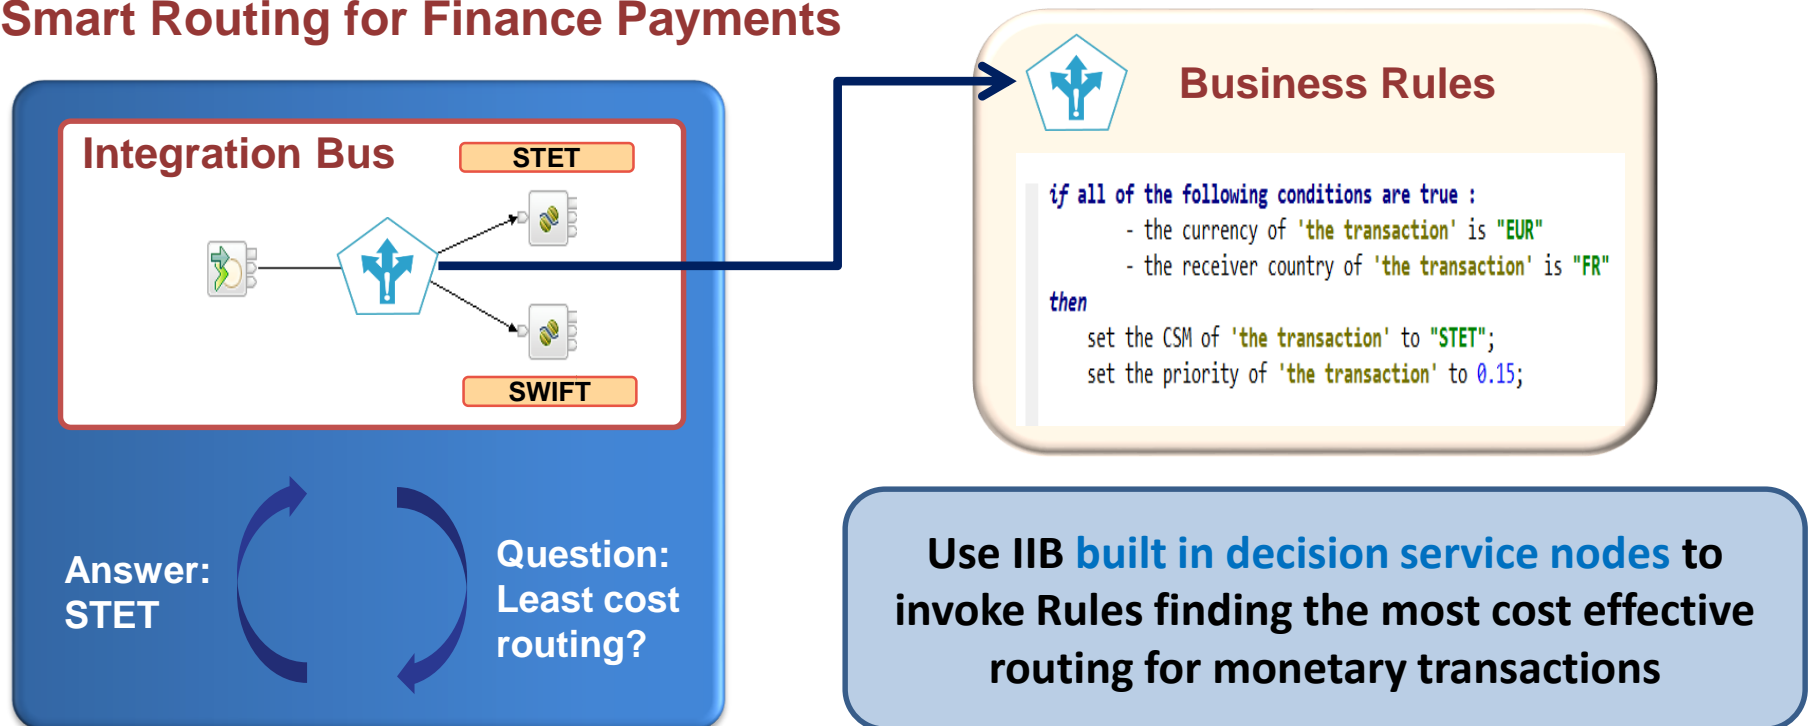 Smart Routing for Finance Payments
Integration Bus
STET
SWIFT
Answer:
STET
Question:
Least cost
routing?
Business Rules
if all of the following conditions are true :
- the currency of 'the transaction' is "EUR"
- the receiver country of 'the transaction' is "FR"
then
set the CSM of 'the transaction' to "STET";
set the priority of 'the transaction' to 0.15;
Use IIB built in decision service nodes to
invoke Rules finding the most cost effective
routing for monetary transactions